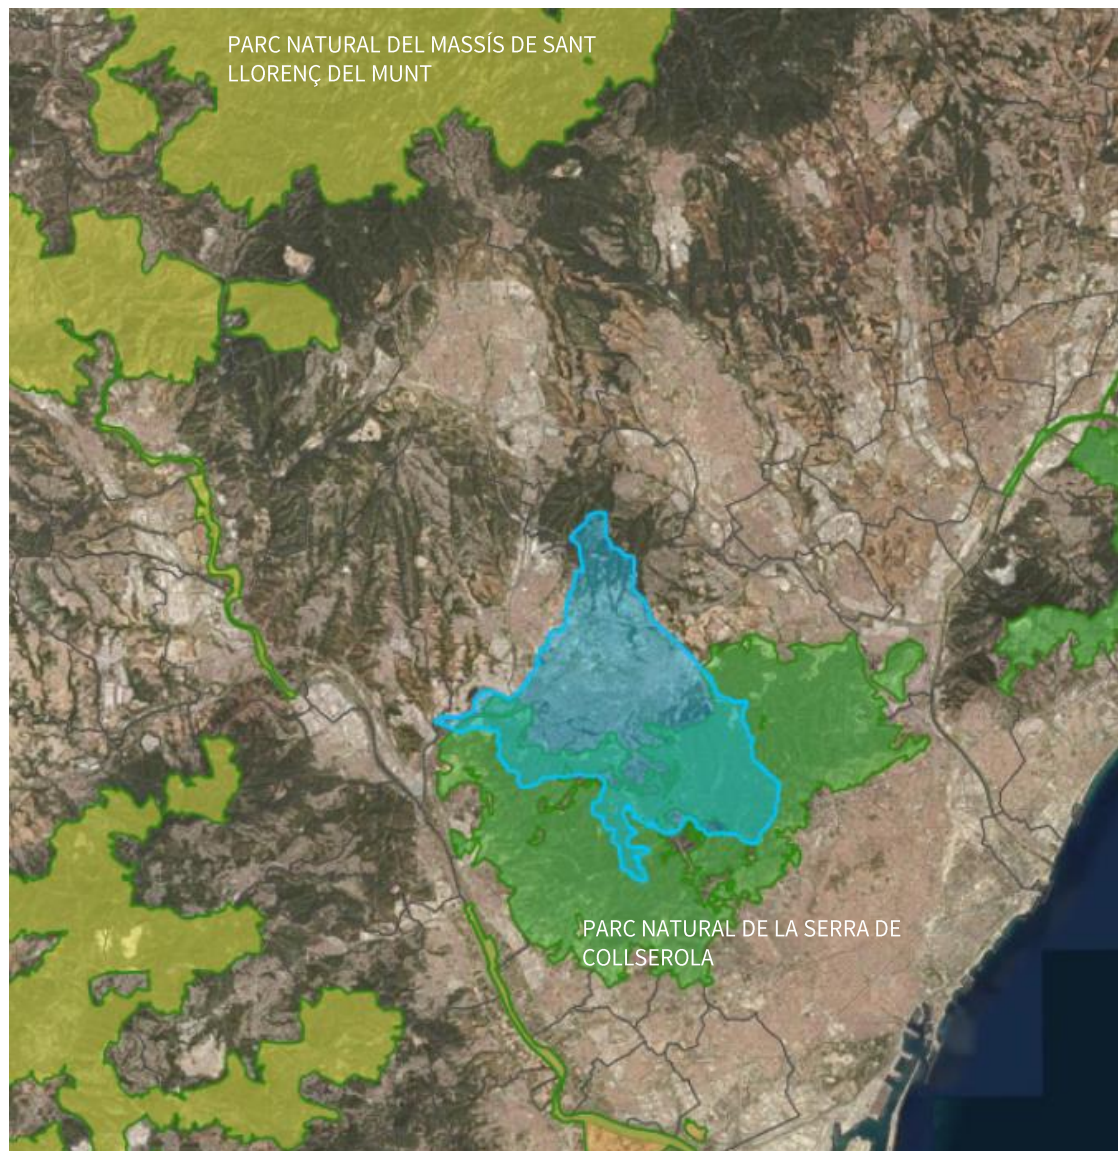 PARC NATURAL DEL MASSÍS DE SANT
LLORENÇ DEL MUNT
PARC NATURAL DE LA SERRA DE
COLLSEROLA